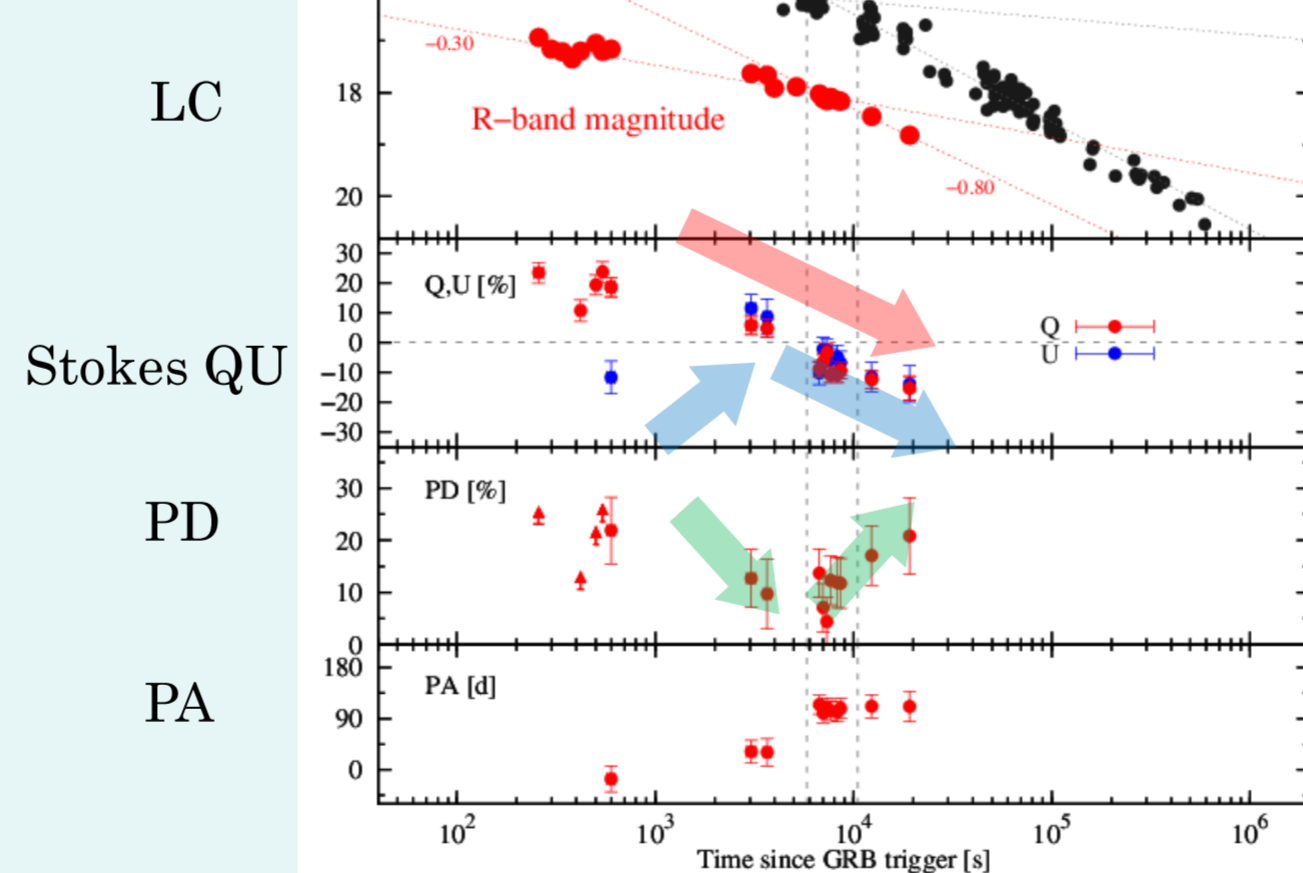 LC
−0.30
18
R−band magnitude
20
−0.80
Stokes QU
30
20
10
0
−10
−20
−30
Q,U [%]
Q
U
PD
30
20
10
0
PD [%]
PA
180
90
0
PA [d]
10² 10³ 10⁴ 10⁵ 10⁶
Time since GRB trigger [s]